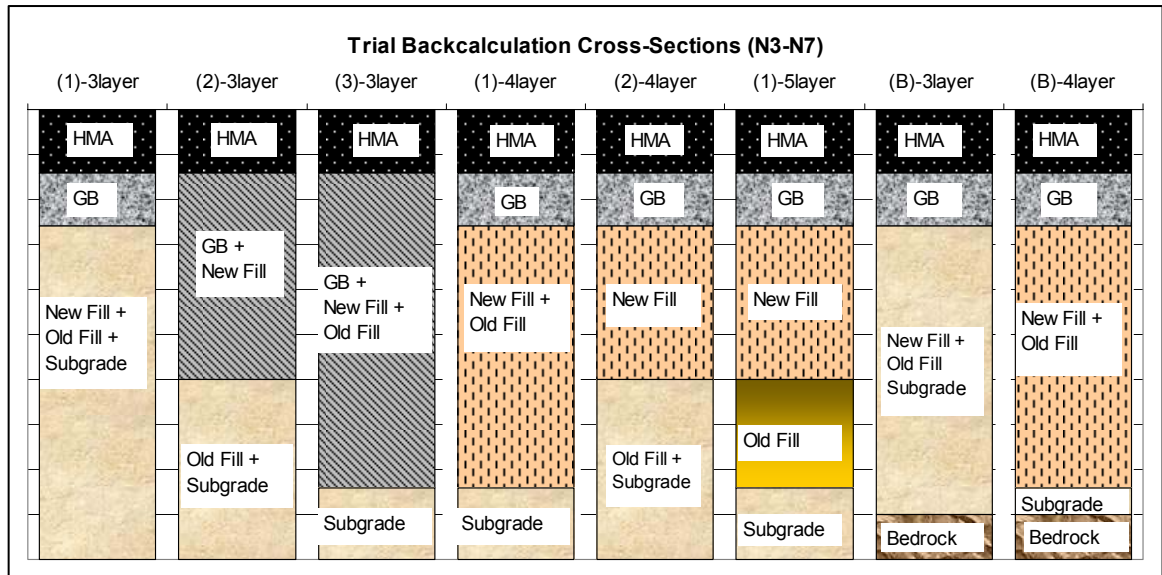 Trial Backcalculation Cross-Sections (N3-N7)
(1)-3layer
(2)-3layer
(3)-3layer
(1)-4layer
(2)-4layer
(1)-5layer
(B)-3layer
(B)-4layer
HMA
GB
New Fill +
Old Fill +
Subgrade
HMA
GB +
New Fill
Old Fill +
Subgrade
HMA
GB +
New Fill +
Old Fill
Subgrade
HMA
GB
New Fill +
Old Fill
Subgrade
HMA
GB
New Fill
Old Fill +
Subgrade
HMA
GB
New Fill
Old Fill
Subgrade
HMA
GB
New Fill +
Old Fill
Subgrade
Bedrock
HMA
GB
New Fill +
Old Fill
Subgrade
Bedrock